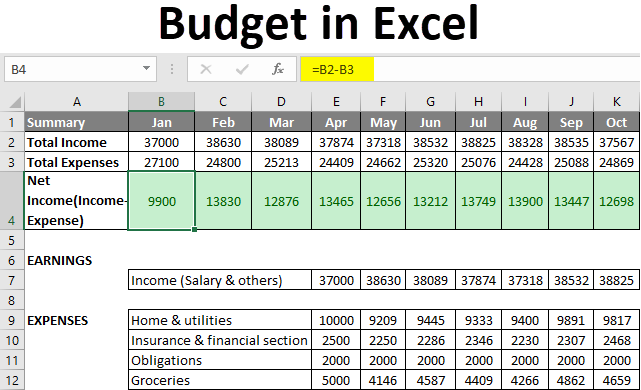 Budget in Excel
B4 fx =B2-B3
A B C D E F G H I J K
1 Summary Jan Feb Mar Apr May Jun Jul Aug Sep Oct
2 Total Income 37000 38630 38089 37874 37318 38532 38825 38328 38535 37567
3 Total Expenses 27100 24800 25213 24409 24662 25320 25076 24428 25088 24869
Net
Income(Income-
4 Expense) 9900 13830 12876 13465 12656 13212 13749 13900 13447 12698
5
6 EARNINGS
7 Income (Salary & others) 37000 38630 38089 37874 37318 38532 38825
8
9 EXPENSES Home & utilities 10000 9209 9445 9333 9400 9891 9817
10 Insurance & financial section 2500 2250 2286 2346 2230 2307 2468
11 Obligations 2000 2000 2000 2000 2000 2000 2000
12 Groceries 5000 4146 4587 4409 4266 4862 4659